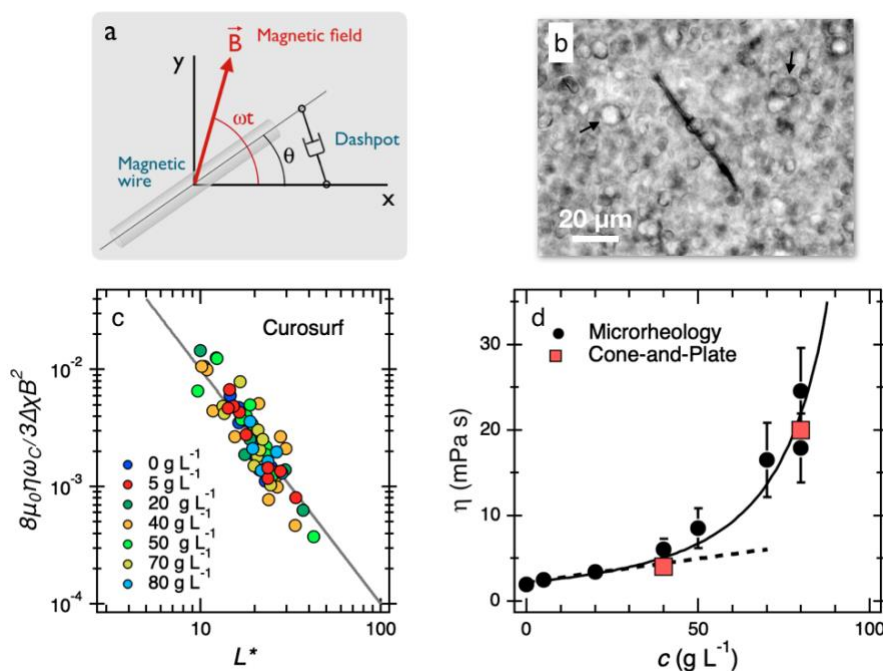 a
B
Magnetic field
y
ωt
Dashpot
θ
Magnetic
wire
x
b
20 µm
c
Curosurf
8μ₀ηω_C/3ΔχB²
10⁻²
10⁻³
10⁻⁴
0 g L⁻¹
5 g L⁻¹
20 g L⁻¹
40 g L⁻¹
50 g L⁻¹
70 g L⁻¹
80 g L⁻¹
10
100
L*
d
Microrheology
Cone-and-Plate
η (mPa s)
30
20
10
0
0
50
100
c (g L⁻¹)